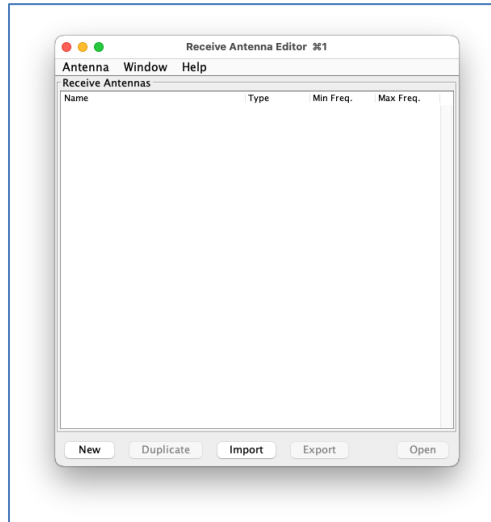 Receive Antenna Editor ⌘1
Antenna Window Help
Receive Antennas
Name Type Min Freq. Max Freq.
New Duplicate Import Export Open